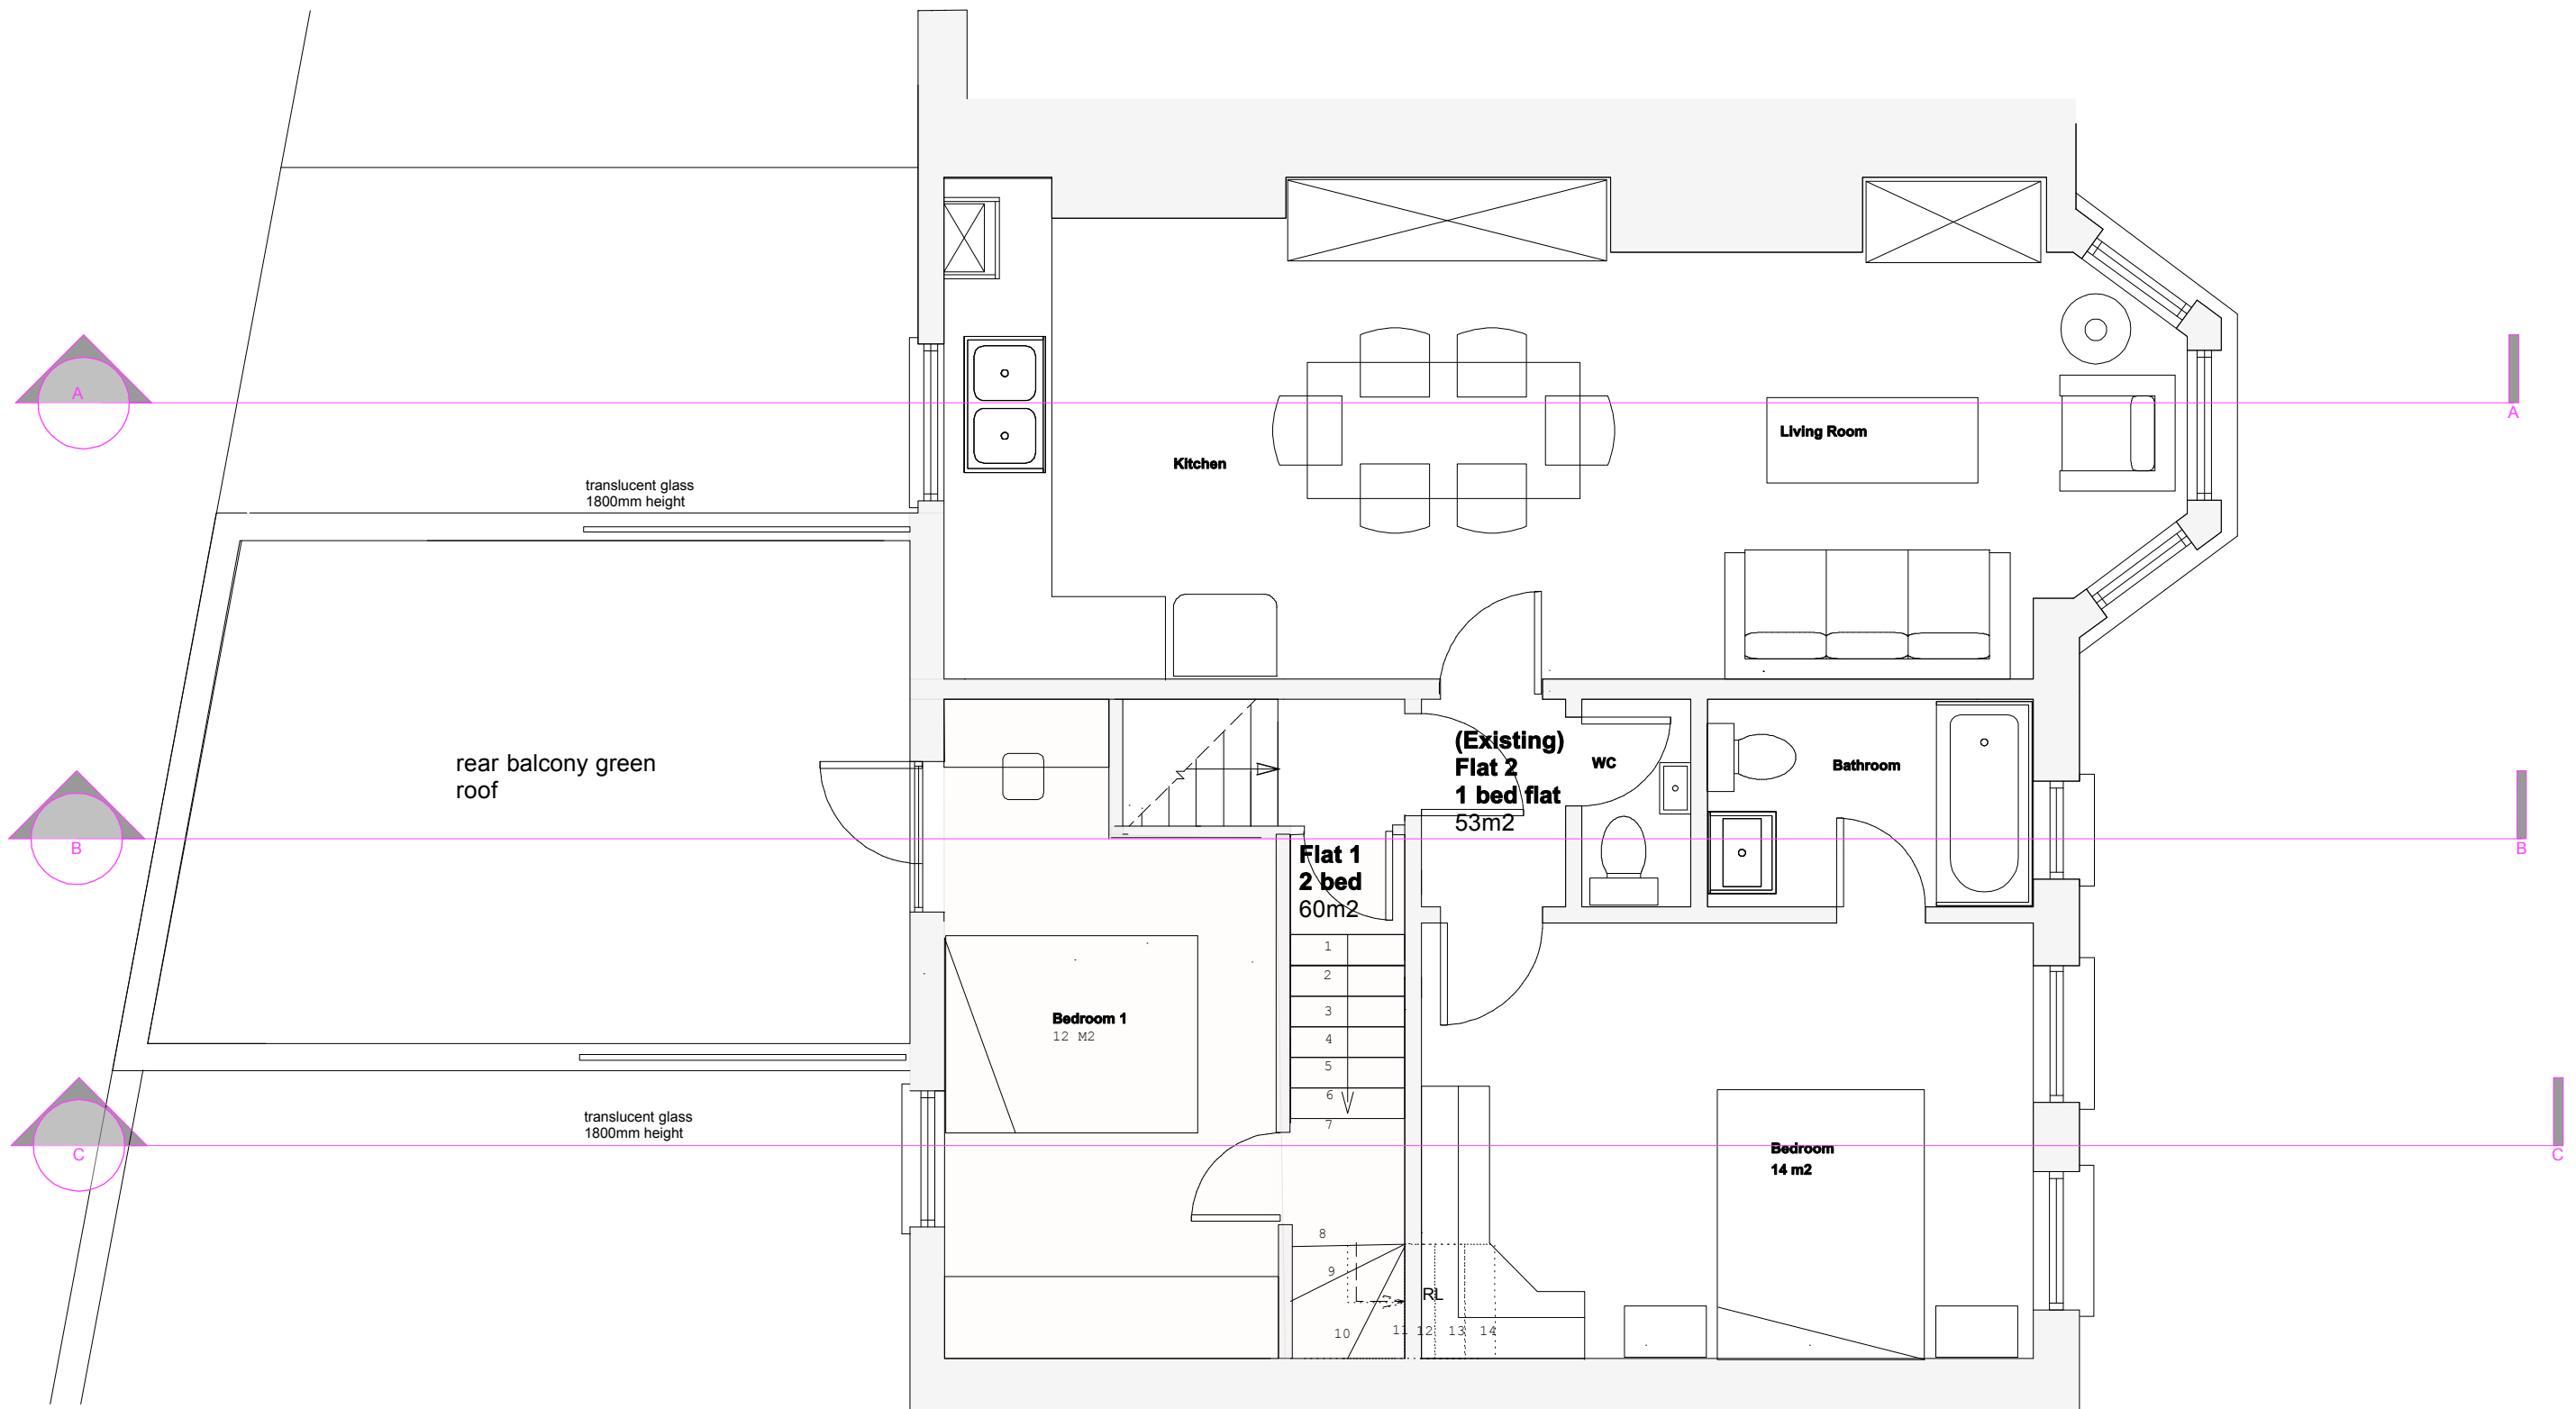 A
A
translucent glass
1800mm height
Kitchen
Living Room
rear balcony green
roof
(Existing)
Flat 2
1 bed flat
53m2
WC
Bathroom
B
B
Flat 1
2 bed
60m2
1
2
3
4
5
6
7
Bedroom 1
12 M2
translucent glass
1800mm height
C
C
Bedroom
14 m2
8
9
RL
10
11
12
13
14